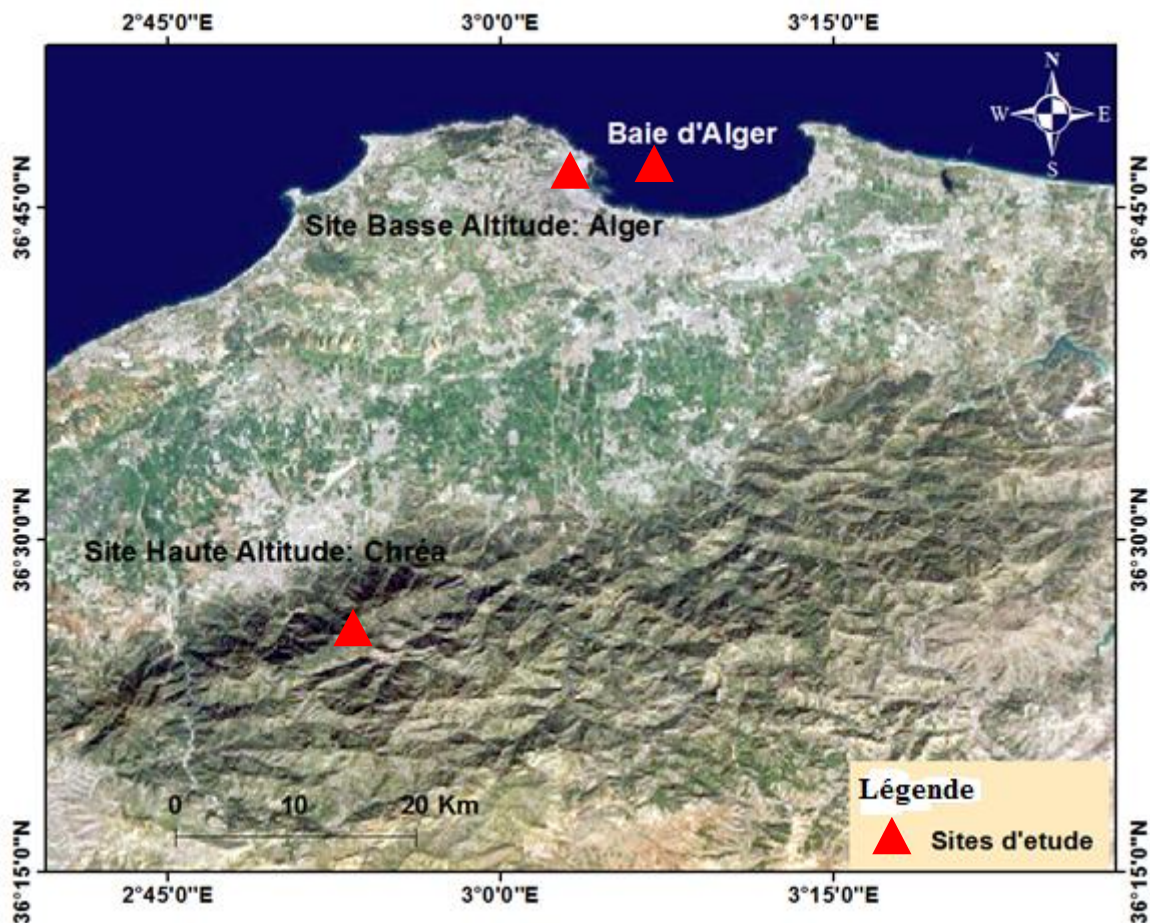 2°45'0"E 3°0'0"E 3°15'0"E
N
W E
S
Baie d'Alger
36°45'0"N 36°45'0"N
Site Basse Altitude: Alger
36°30'0"N 36°30'0"N
Site Haute Altitude: Chréa
0 10 20 Km
Légende
Sites d'etude
36°15'0"N 36°15'0"N
2°45'0"E 3°0'0"E 3°15'0"E